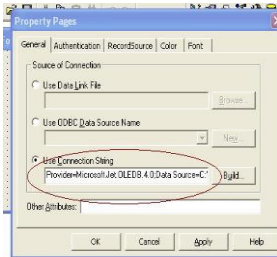 Property Pages
General Authentication RecordSource Color Font
Source of Connection
Use Data Link File
Browse...
Use ODBC Data Source Name
New...
Use Connection String
Provider=Microsoft.Jet.OLEDB.4.0;Data Source=C:\
Build...
Other Attributes:
OK Cancel Apply Help